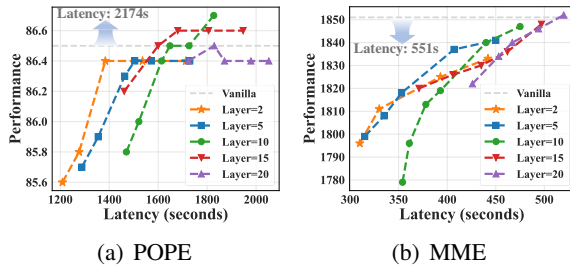 Latency: 2174s
86.6
86.4
86.2
86.0
85.8
85.6
Performance
Vanilla
Layer=2
Layer=5
Layer=10
Layer=15
Layer=20
1200 1400 1600 1800 2000
Latency (seconds)
(a) POPE
1850
1840
1830
1820
1810
1800
1790
1780
Performance
Latency: 551s
Vanilla
Layer=2
Layer=5
Layer=10
Layer=15
Layer=20
300 350 400 450 500
Latency (seconds)
(b) MME